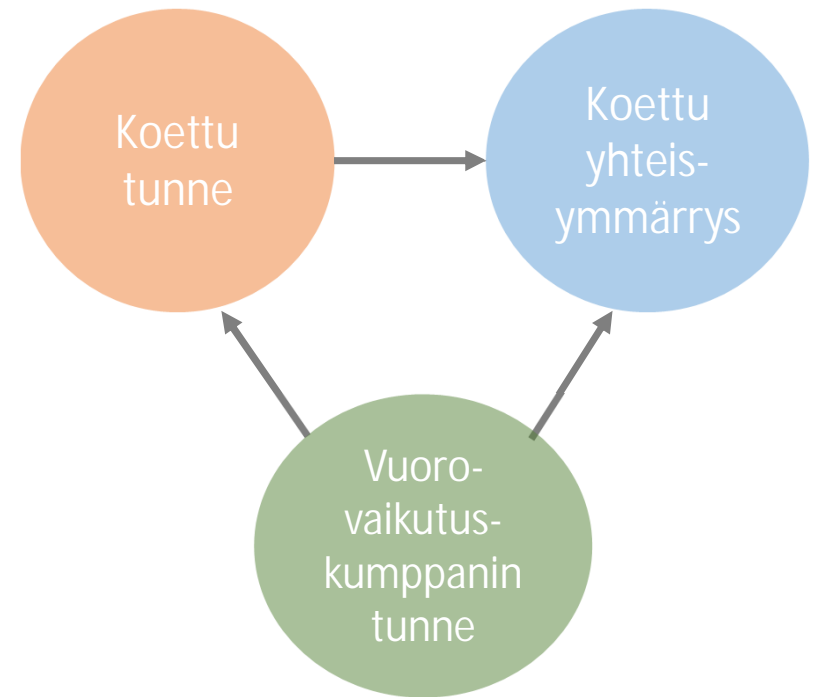 Koettu
tunne
Koettu
yhteis-
ymmärrys
Vuoro-
vaikutus-
kumppanin
tunne